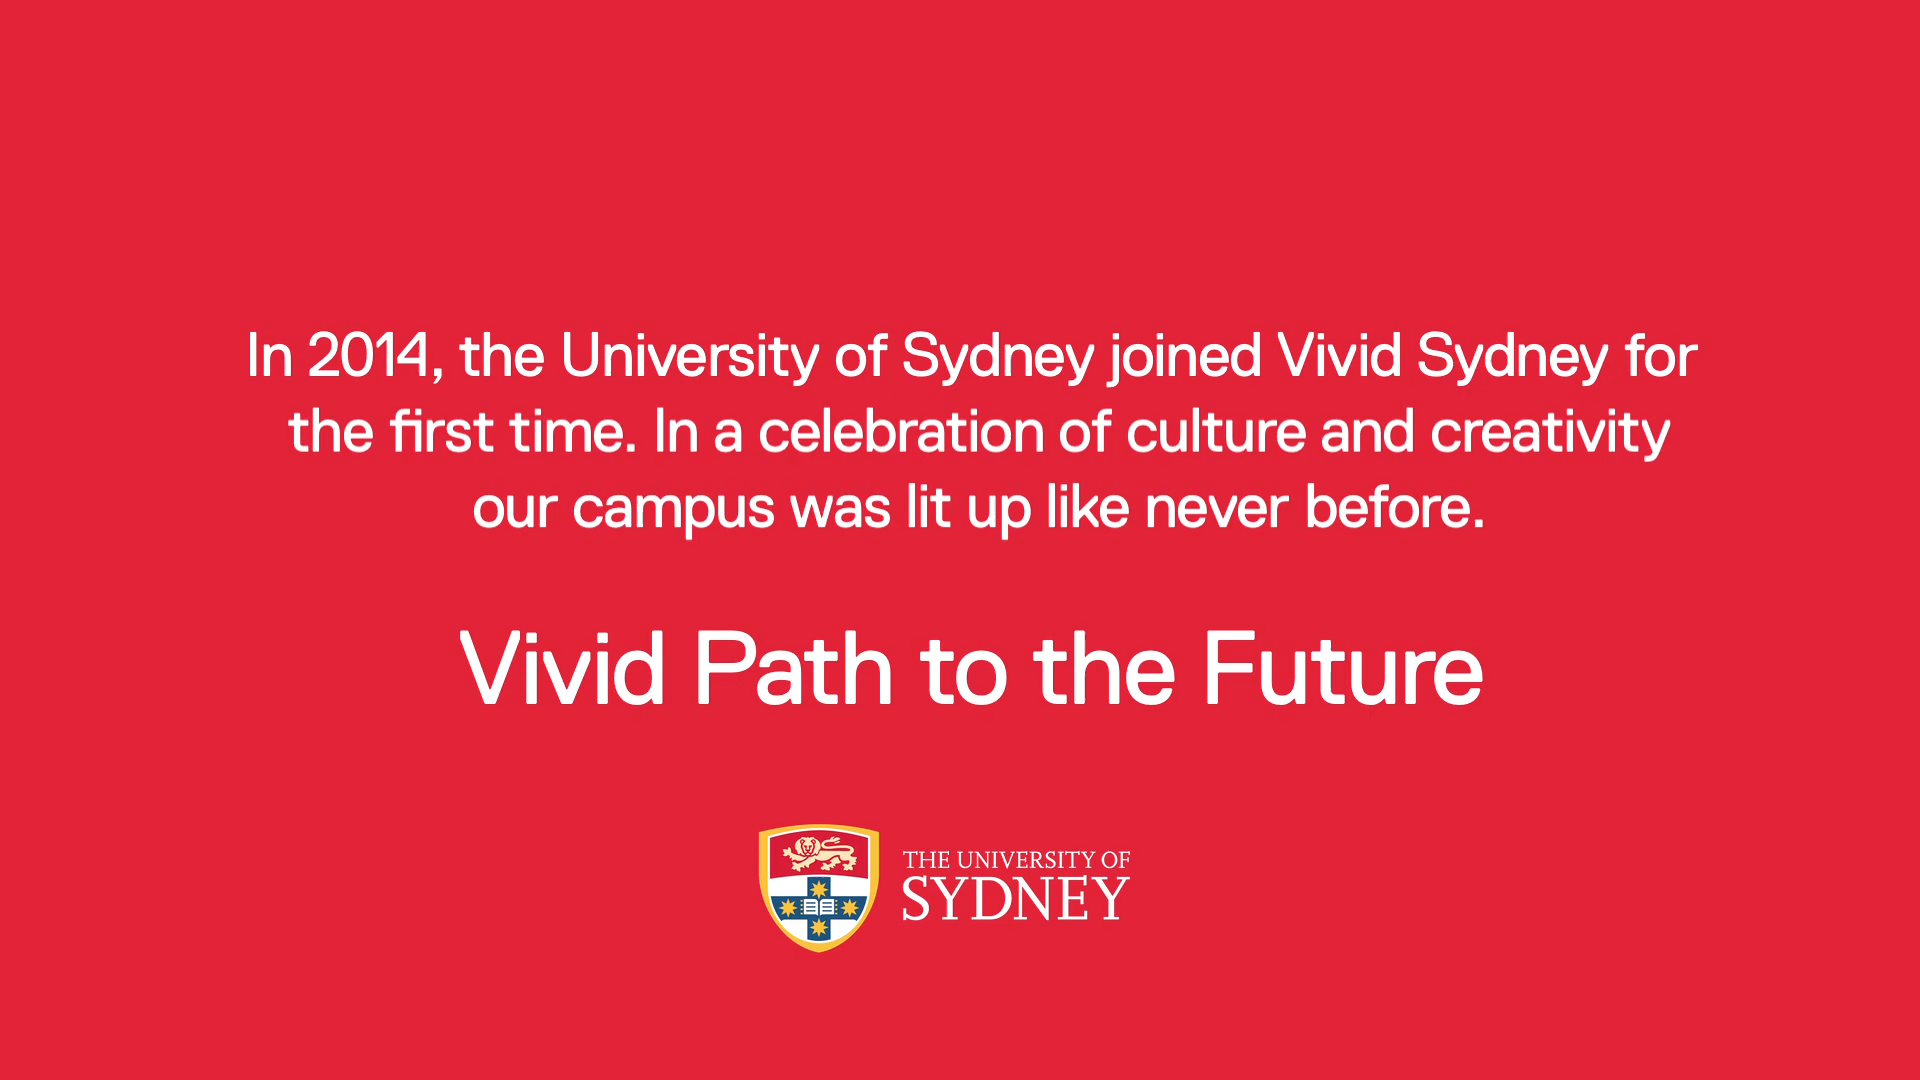 In 2014, the University of Sydney joined Vivid Sydney for
the first time. In a celebration of culture and creativity
our campus was lit up like never before.
Vivid Path to the Future
THE UNIVERSITY OF
SYDNEY